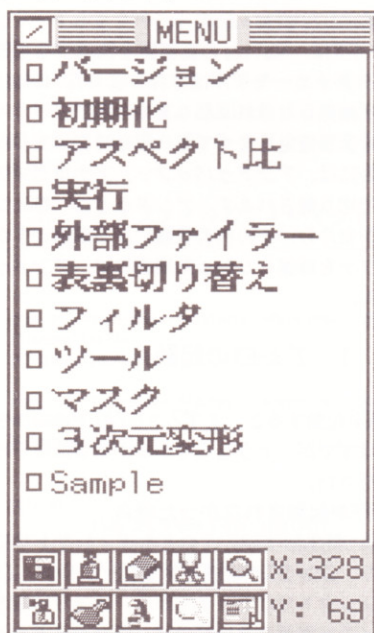 MENU
バージョン
初期化
アスペクト比
実行
外部ファイラー
表裏切り替え
フィルタ
ツール
マスク
3次元変形
Sample
X:328
Y: 69